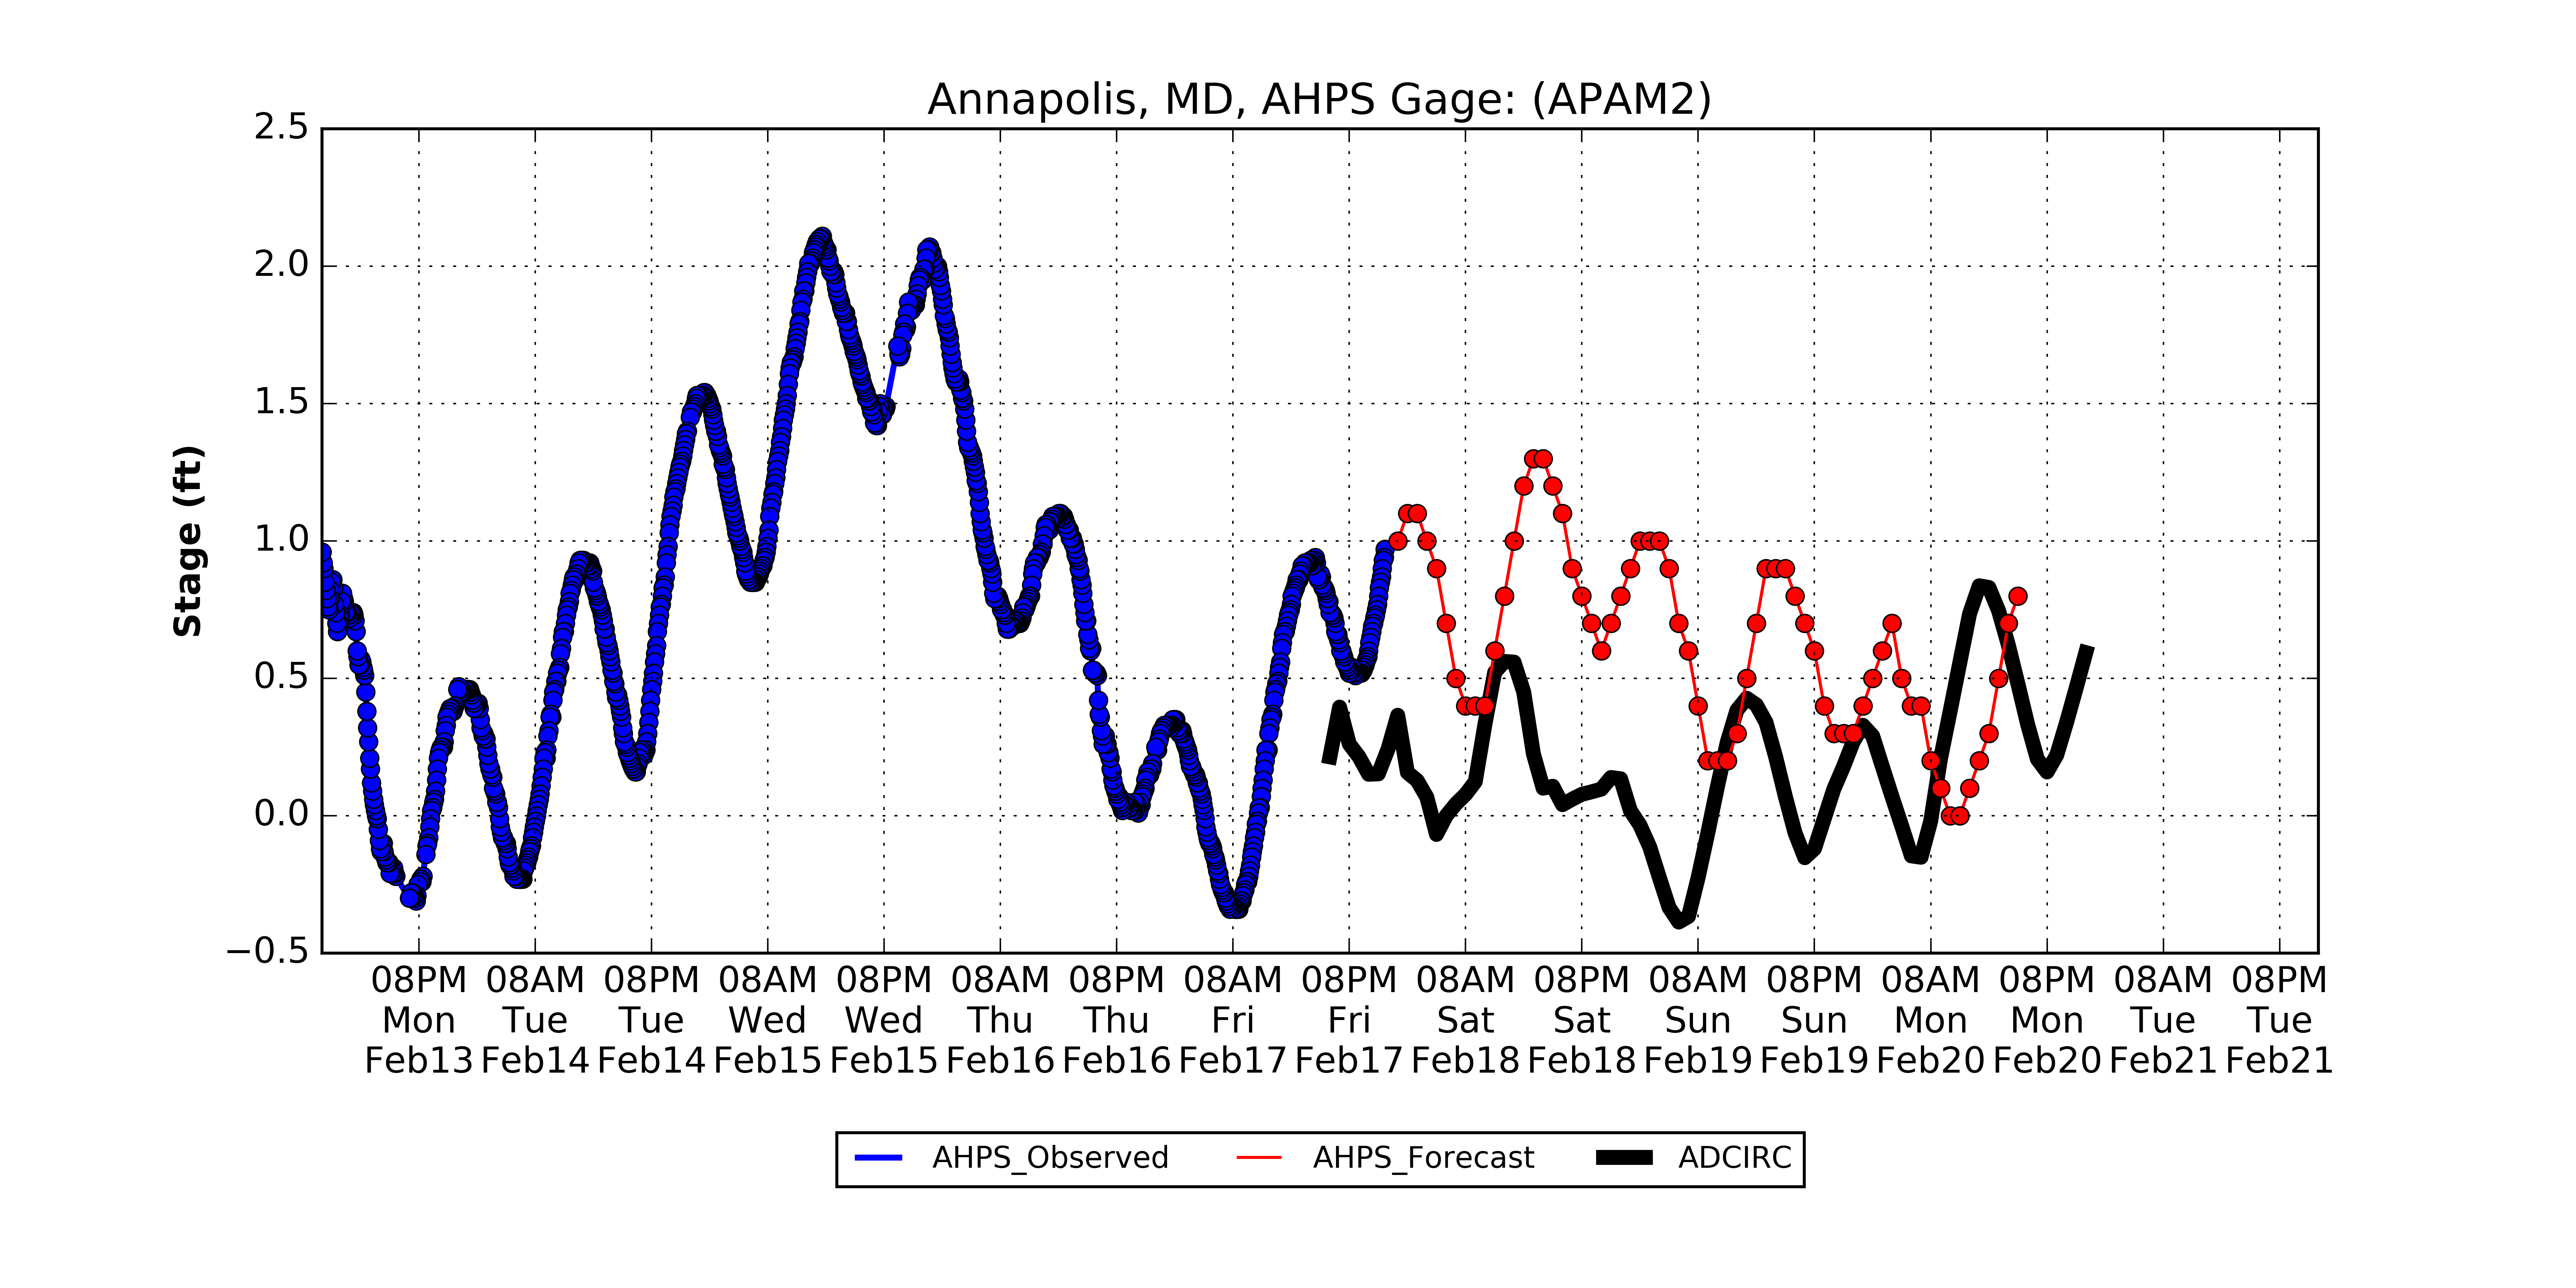 Annapolis, MD, AHPS Gage: (APAM2)
2.5
2.0
1.5
1.0
0.5
0.0
−0.5
Stage (ft)
08PM 08AM 08PM 08AM 08PM 08AM 08PM 08AM 08PM 08AM 08PM 08AM 08PM 08AM 08PM 08AM 08PM
Mon Tue Tue Wed Wed Thu Thu Fri Fri Sat Sat Sun Sun Mon Mon Tue Tue
Feb13 Feb14 Feb14 Feb15 Feb15 Feb16 Feb16 Feb17 Feb17 Feb18 Feb18 Feb19 Feb19 Feb20 Feb20 Feb21 Feb21
AHPS_Observed AHPS_Forecast ADCIRC